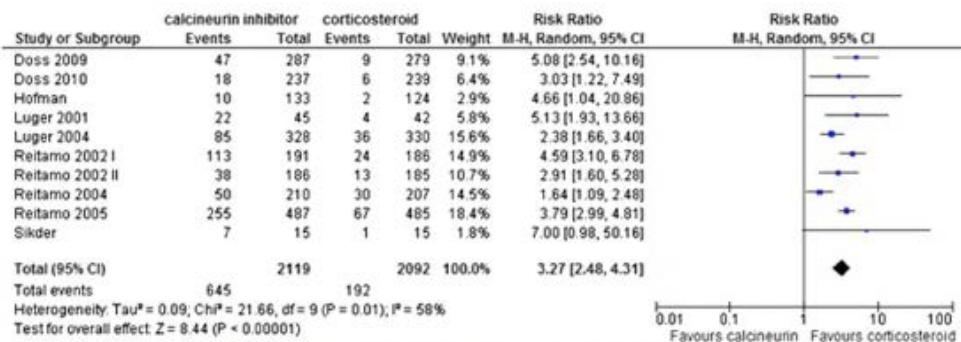 calcineurin inhibitor corticosteroid Risk Ratio Risk Ratio
Study or Subgroup Events Total Events Total Weight M-H, Random, 95% CI M-H, Random, 95% CI
Doss 2009 47 287 9 279 9.1% 5.08 [2.54, 10.16]
Doss 2010 18 237 6 239 6.4% 3.03 [1.22, 7.49]
Hofman 10 133 2 124 2.9% 4.66 [1.04, 20.86]
Luger 2001 22 45 4 42 5.8% 5.13 [1.93, 13.66]
Luger 2004 85 328 36 330 15.6% 2.38 [1.66, 3.40]
Reitamo 2002 I 113 191 24 186 14.9% 4.59 [3.10, 6.78]
Reitamo 2002 II 38 186 13 185 10.7% 2.91 [1.60, 5.28]
Reitamo 2004 50 210 30 207 14.5% 1.64 [1.09, 2.48]
Reitamo 2005 255 487 67 485 18.4% 3.79 [2.99, 4.81]
Sikder 7 15 1 15 1.8% 7.00 [0.98, 50.16]
Total (95% CI) 2119 2092 100.0% 3.27 [2.48, 4.31]
Total events 645 192
Heterogeneity: Tau² = 0.09; Chi² = 21.66, df = 9 (P = 0.01); I² = 58%
Test for overall effect: Z = 8.44 (P < 0.00001)
0.01 0.1 1 10 100
Favours calcineurin Favours corticosteroid